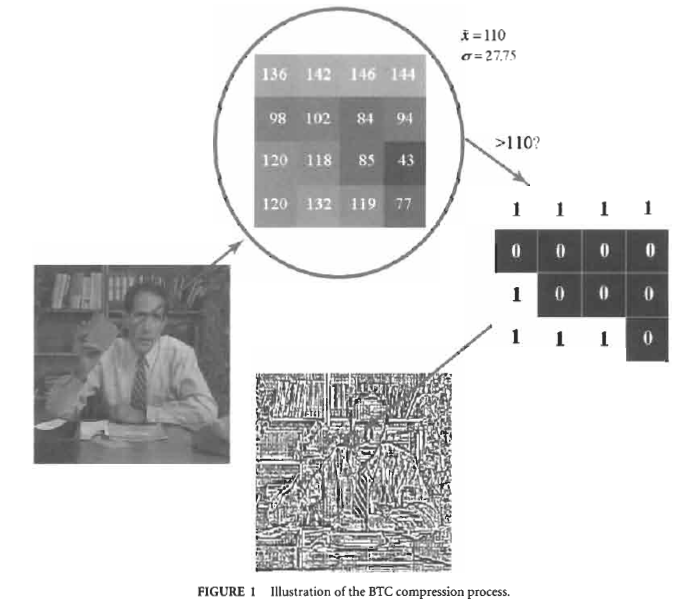 x̄ = 110
σ = 27.75
136 142 146 144
98 102 84 94
120 118 85 43
120 132 119 77
>110?
1 1 1 1
0 0 0 0
1 0 0 0
1 1 1 0
FIGURE 1 Illustration of the BTC compression process.